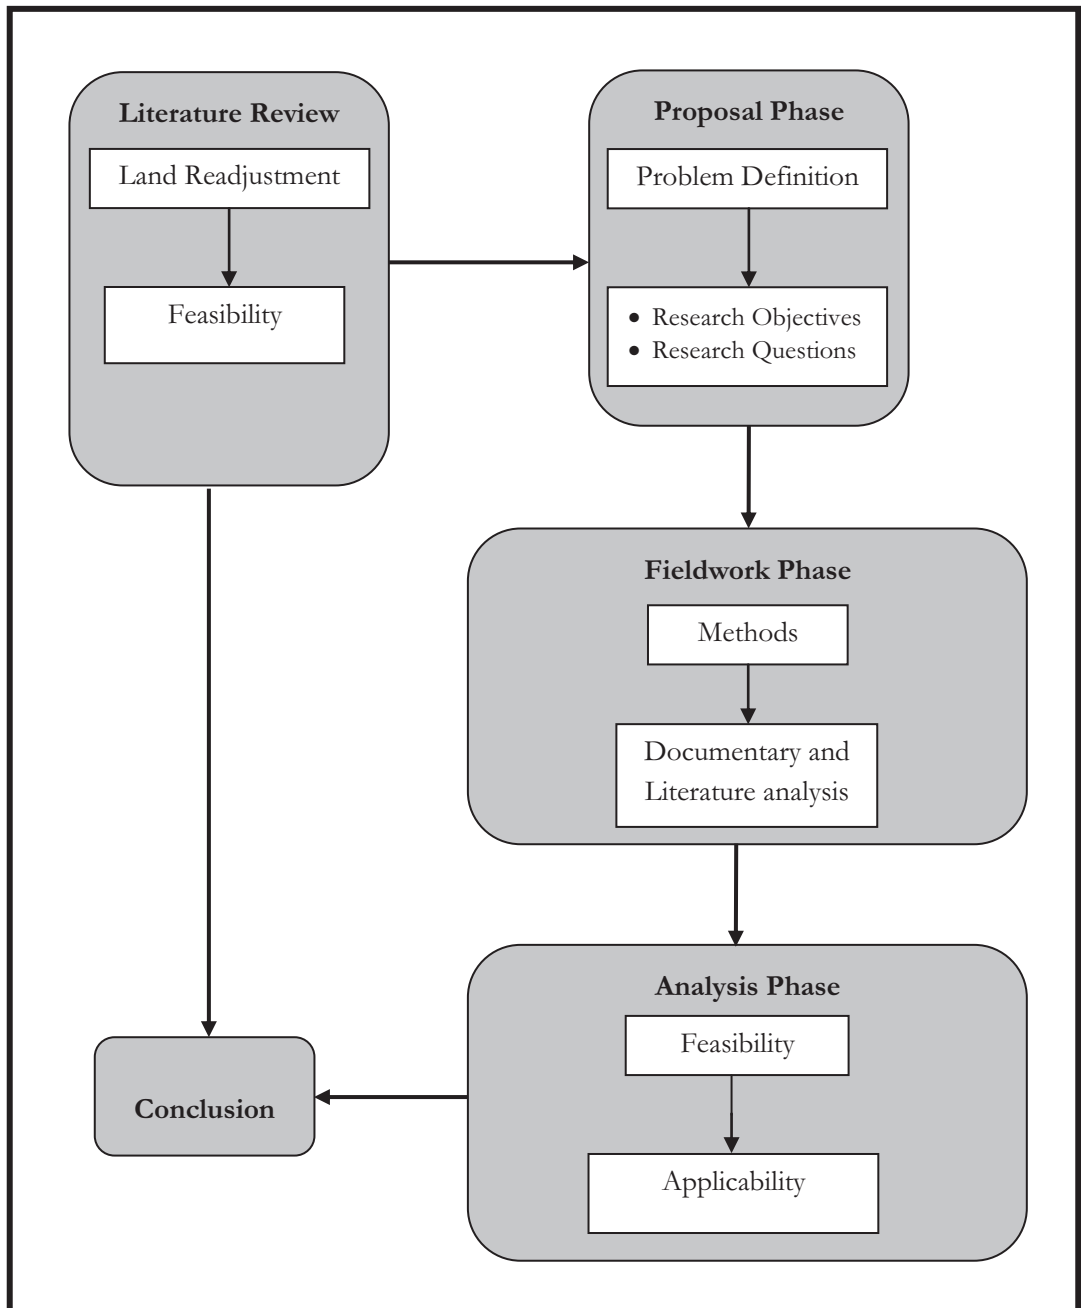 Literature Review
Land Readjustment
Feasibility
Proposal Phase
Problem Definition
• Research Objectives
• Research Questions
Fieldwork Phase
Methods
Documentary and
Literature analysis
Analysis Phase
Feasibility
Applicability
Conclusion